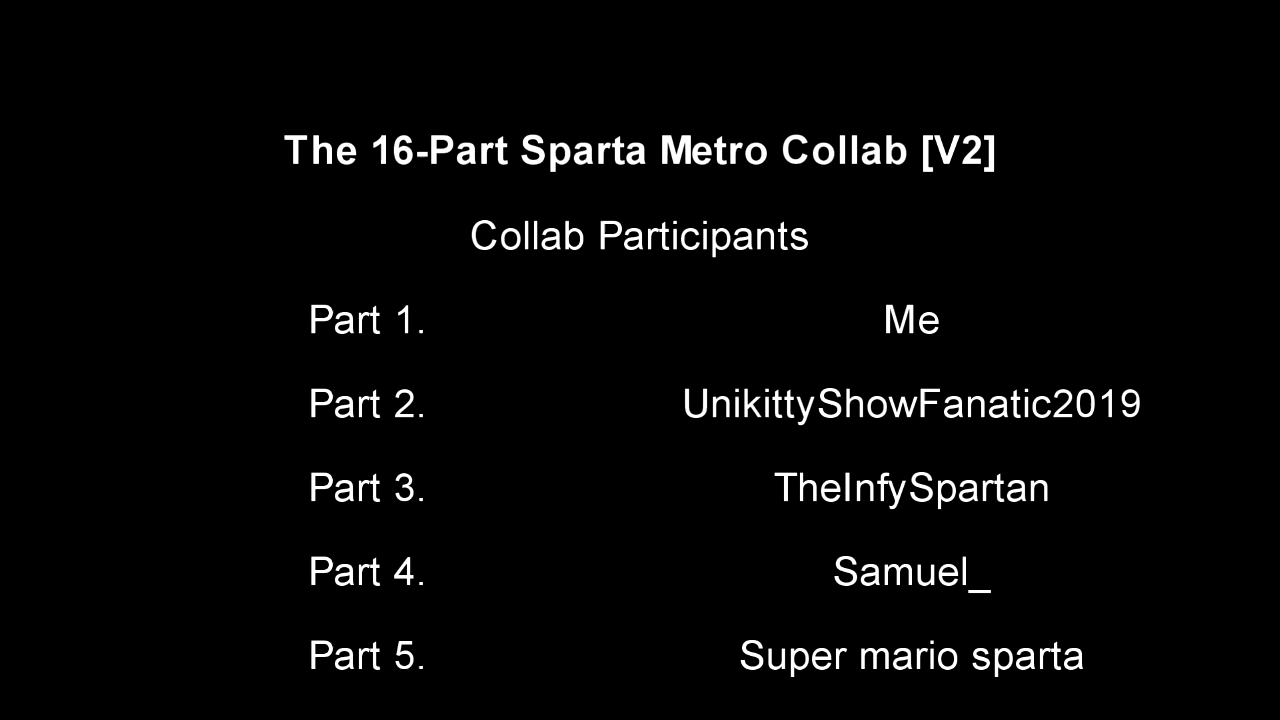 The 16-Part Sparta Metro Collab [V2]
Collab Participants
Part 1. Me
Part 2. UnikittyShowFanatic2019
Part 3. TheInfySpartan
Part 4. Samuel_
Part 5. Super mario sparta